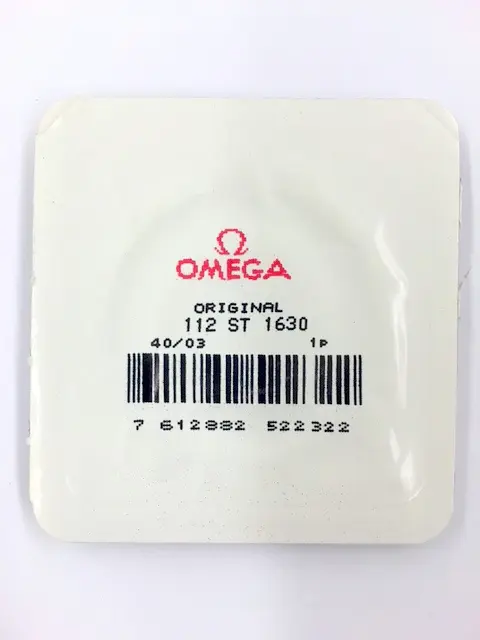 Ω
OMEGA
ORIGINAL
112 ST 1630
40/03 1P
7 612882 522322